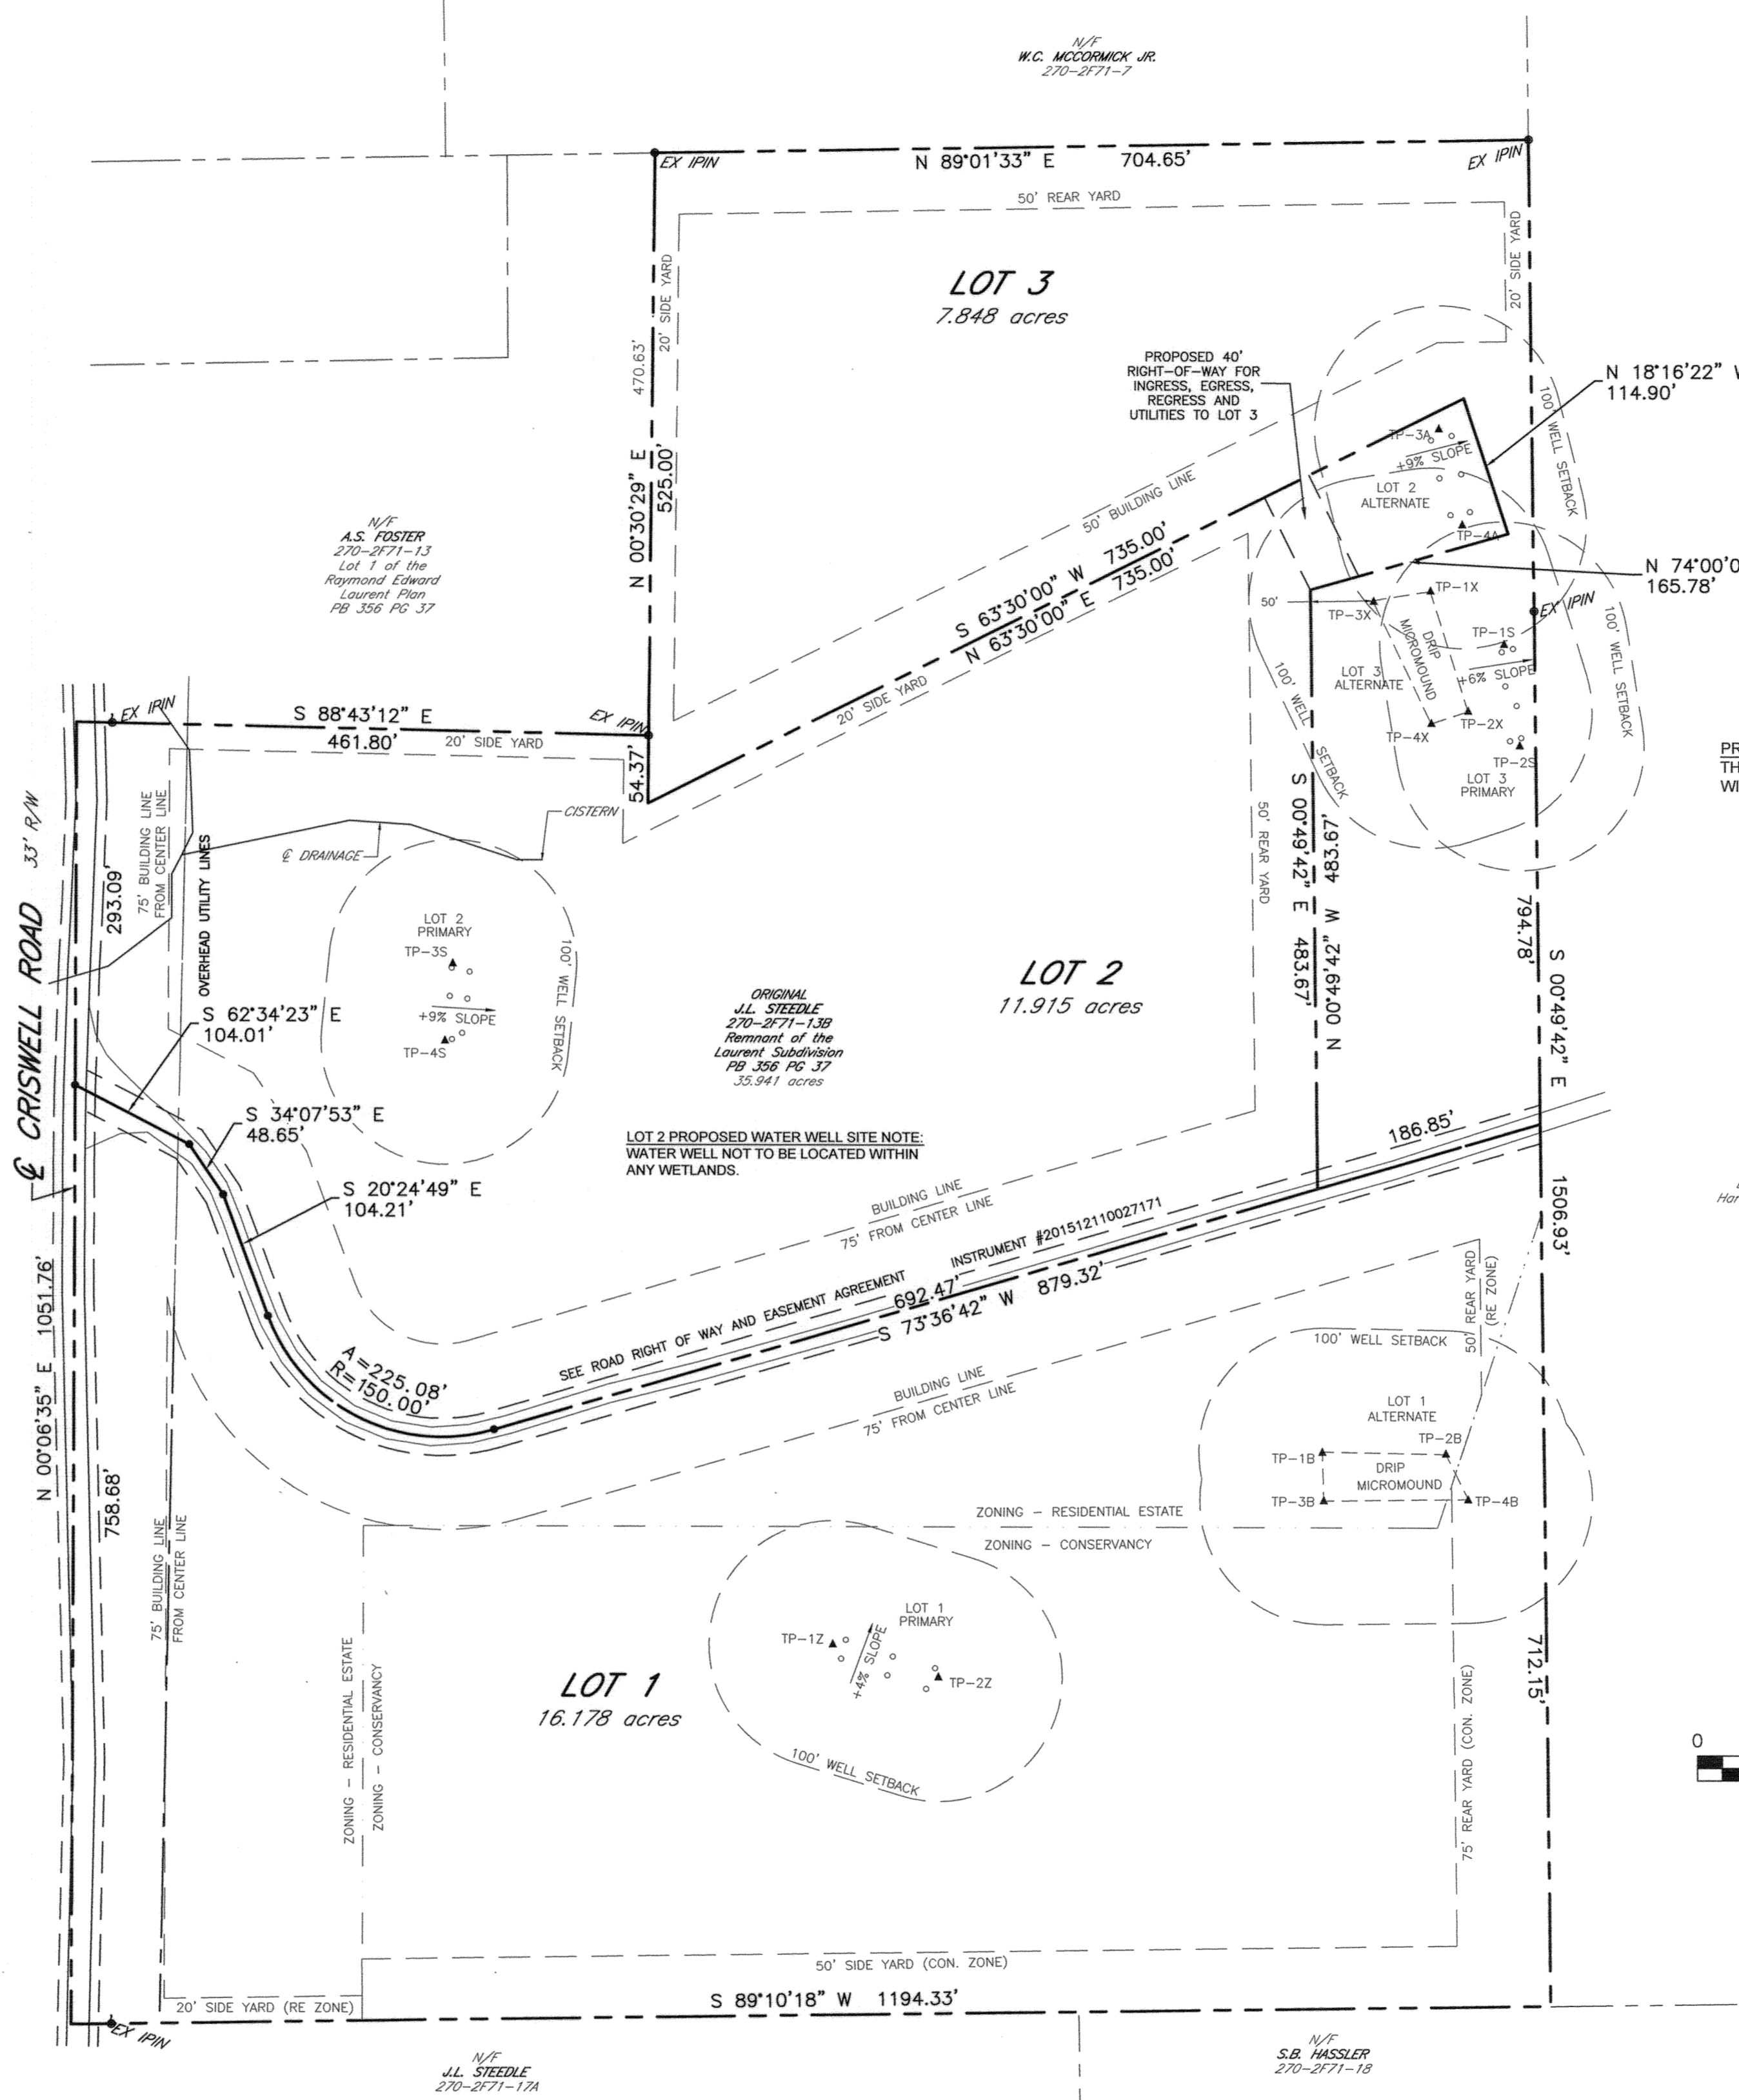 N/F
W.C. MCCORMICK JR.
270-2F71-7
EX IPIN
N 89°01'33" E 704.65'
EX IPIN
50' REAR YARD
20' SIDE YARD
20' SIDE YARD
LOT 3
7.848 acres
470.63'
N 00°30'29" E
525.00'
PROPOSED 40'
RIGHT-OF-WAY FOR
INGRESS, EGRESS,
REGRESS AND
UTILITIES TO LOT 3
N 18°16'22" W
114.90'
100' WELL SETBACK
TP-3A
+9% SLOPE
LOT 2
ALTERNATE
TP-4A
50' BUILDING LINE
S 63°30'00" W 735.00'
N 63°30'00" E 735.00'
20' SIDE YARD
N/F
A.S. FOSTER
270-2F71-13
Lot 1 of the
Raymond Edward
Laurent Plan
PB 356 PG 37
N 74°00'0
165.78'
EX IPIN
50'
TP-3X
TP-1X
TP-1S
DRIP
MICROMOUND
+6% SLOPE
LOT 3
ALTERNATE
TP-4X
TP-2X
TP-2S
LOT 3
PRIMARY
100' WELL SETBACK
100' WELL
SETBACK
PR
TH
WI
EX IPIN
S 88°43'12" E
461.80'
20' SIDE YARD
EX IPIN
54.37'
CISTERN
℄ DRAINAGE
75' BUILDING LINE
FROM CENTER LINE
OVERHEAD UTILITY LINES
℄ CRISWELL ROAD 33' R/W
293.09'
LOT 2
PRIMARY
TP-3S
+9% SLOPE
TP-4S
100' WELL SETBACK
S 62°34'23" E
104.01'
S 34°07'53" E
48.65'
S 20°24'49" E
104.21'
ORIGINAL
J.L. STEEDLE
270-2F71-13B
Remnant of the
Laurent Subdivision
PB 356 PG 37
35.941 acres
LOT 2
11.915 acres
50' REAR YARD
S 00°49'42" E 483.67'
N 00°49'42" W 483.67'
794.78'
S 00°49'42" E 1506.93'
LOT 2 PROPOSED WATER WELL SITE NOTE:
WATER WELL NOT TO BE LOCATED WITHIN
ANY WETLANDS.
186.85'
BUILDING LINE
75' FROM CENTER LINE
SEE ROAD RIGHT OF WAY AND EASEMENT AGREEMENT INSTRUMENT #201512110027171
692.47'
S 73°36'42" W 879.32'
BUILDING LINE
75' FROM CENTER LINE
A=225.08'
R=150.00'
Har
N 00°06'35" E 1051.76'
758.68'
75' BUILDING LINE
FROM CENTER LINE
50' REAR YARD
(RE ZONE)
100' WELL SETBACK
LOT 1
ALTERNATE
TP-1B
TP-2B
DRIP
MICROMOUND
TP-3B
TP-4B
ZONING - RESIDENTIAL ESTATE
ZONING - CONSERVANCY
LOT 1
PRIMARY
TP-1Z
+4% SLOPE
TP-2Z
100' WELL SETBACK
LOT 1
16.178 acres
ZONING - RESIDENTIAL ESTATE
ZONING - CONSERVANCY
712.15'
75' REAR YARD (CON. ZONE)
0
50' SIDE YARD (CON. ZONE)
20' SIDE YARD (RE ZONE)
S 89°10'18" W 1194.33'
EX IPIN
N/F
J.L. STEEDLE
270-2F71-17A
N/F
S.B. HASSLER
270-2F71-18